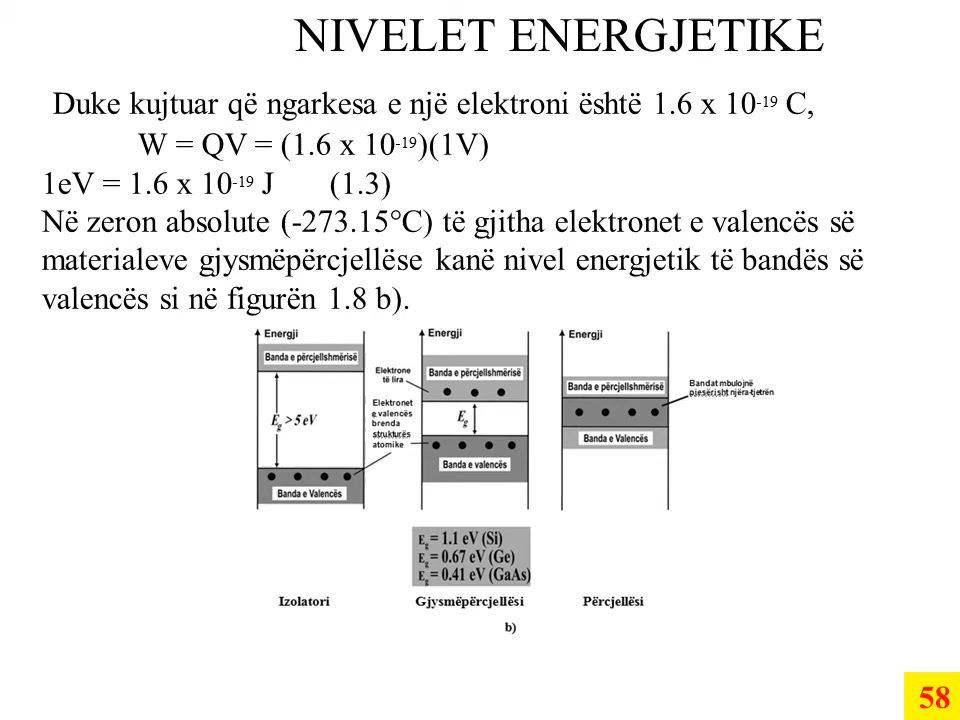 NIVELET ENERGJETIKE
Duke kujtuar që ngarkesa e një elektroni është 1.6 x 10-19 C,
W = QV = (1.6 x 10-19)(1V)
1eV = 1.6 x 10-19 J (1.3)
Në zeron absolute (-273.15°C) të gjitha elektronet e valencës së
materialeve gjysmëpërcjellëse kanë nivel energjetik të bandës së
valencës si në figurën 1.8 b).
Energji
Banda e përcjellshmërisë
Eg > 5 eV
Banda e Valencës
Elektrone
të lira
Elektronet
e valencës
brenda
strukturës
atomike
Energji
Banda e përcjellshmërisë
Eg
Banda e valencës
Energji
Banda e përcjellshmërisë
Banda e Valencës
Bandat mbulojnë
pjesërisht njëra-tjetrën
Eg = 1.1 eV (Si)
Eg = 0.67 eV (Ge)
Eg = 0.41 eV (GaAs)
Izolatori
Gjysmëpërcjellësi
Përcjellësi
b)
58